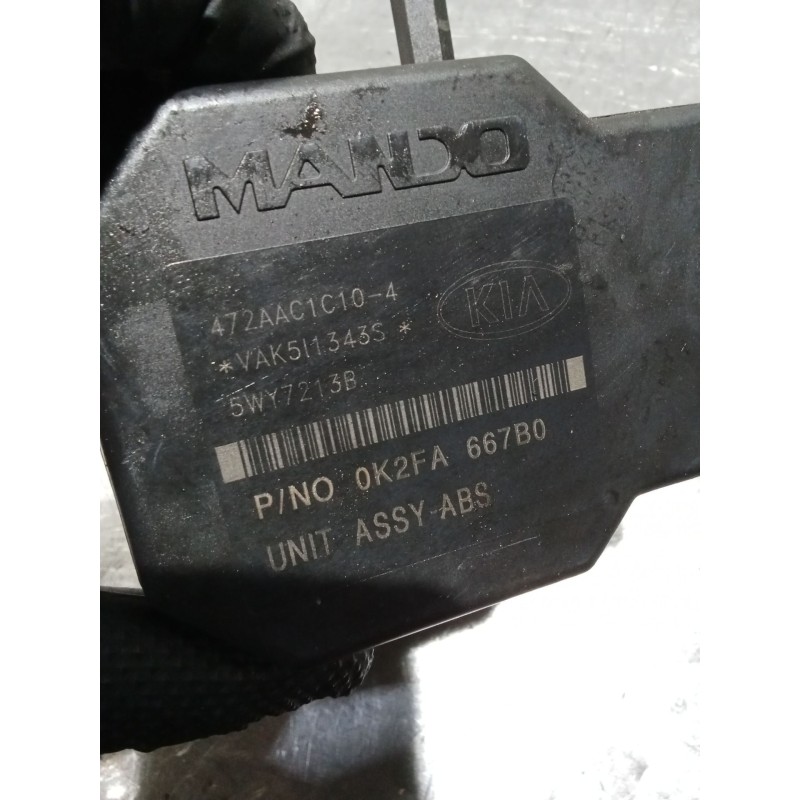 MANDO
472AAC1C10-4
KIA
*VAK5I1343S *
5WY7213B
P/NO 0K2FA 667B0
UNIT ASSY-ABS